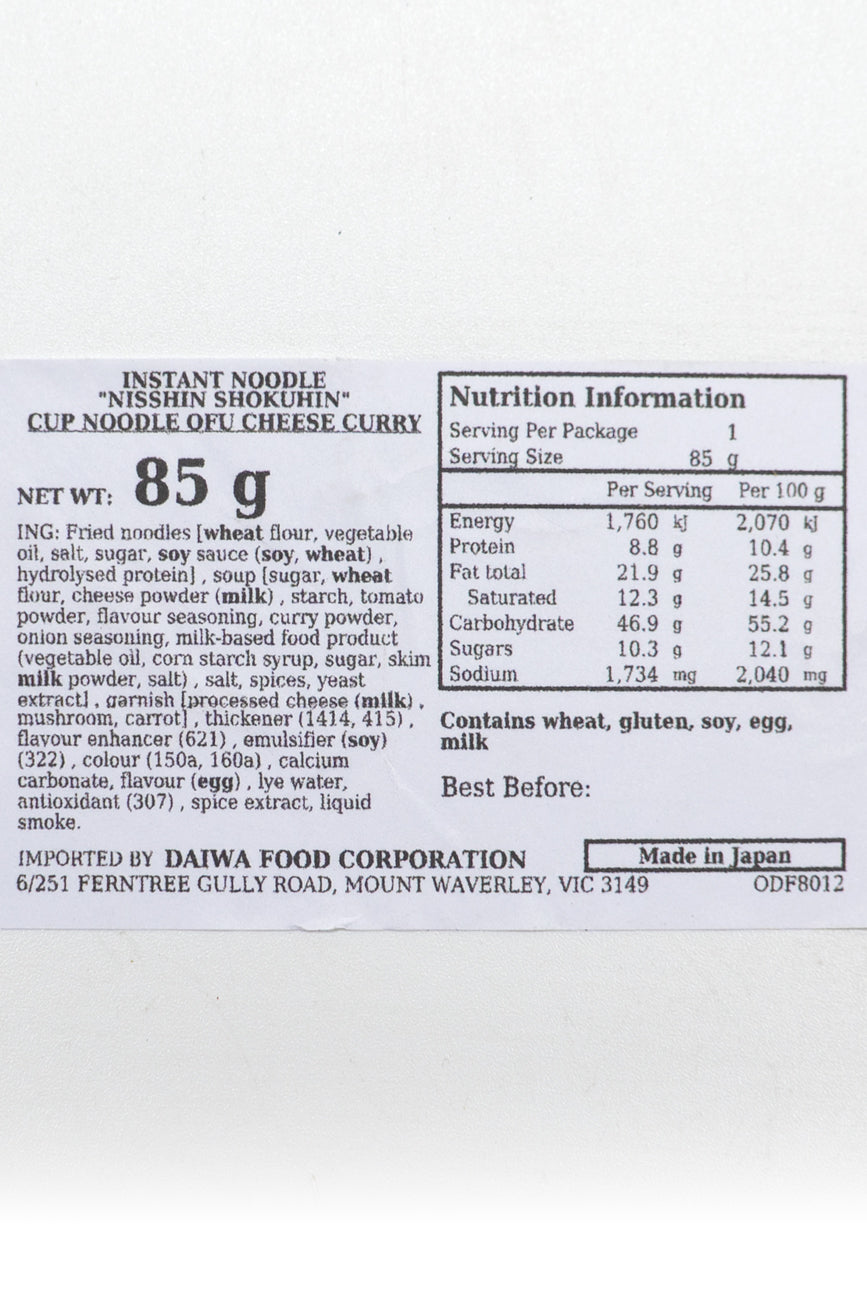 INSTANT NOODLE
"NISSHIN SHOKUHIN"
CUP NOODLE OFU CHEESE CURRY
NET WT: 85 g
ING: Fried noodles [wheat flour, vegetable
oil, salt, sugar, soy sauce (soy, wheat) ,
hydrolysed protein] , soup [sugar, wheat
flour, cheese powder (milk) , starch, tomato
powder, flavour seasoning, curry powder,
onion seasoning, milk-based food product
(vegetable oil, corn starch syrup, sugar, skim
milk powder, salt) , salt, spices, yeast
extract] , garnish [processed cheese (milk) ,
mushroom, carrot] , thickener (1414, 415) ,
flavour enhancer (621) , emulsifier (soy)
(322) , colour (150a, 160a) , calcium
carbonate, flavour (egg) , lye water,
antioxidant (307) , spice extract, liquid
smoke.
Nutrition Information
Serving Per Package 1
Serving Size 85 g
Per Serving Per 100 g
Energy 1,760 kJ 2,070 kJ
Protein 8.8 g 10.4 g
Fat total 21.9 g 25.8 g
Saturated 12.3 g 14.5 g
Carbohydrate 46.9 g 55.2 g
Sugars 10.3 g 12.1 g
Sodium 1,734 mg 2,040 mg
Contains wheat, gluten, soy, egg,
milk
Best Before:
IMPORTED BY DAIWA FOOD CORPORATION
Made in Japan
6/251 FERNTREE GULLY ROAD, MOUNT WAVERLEY, VIC 3149
ODF8012